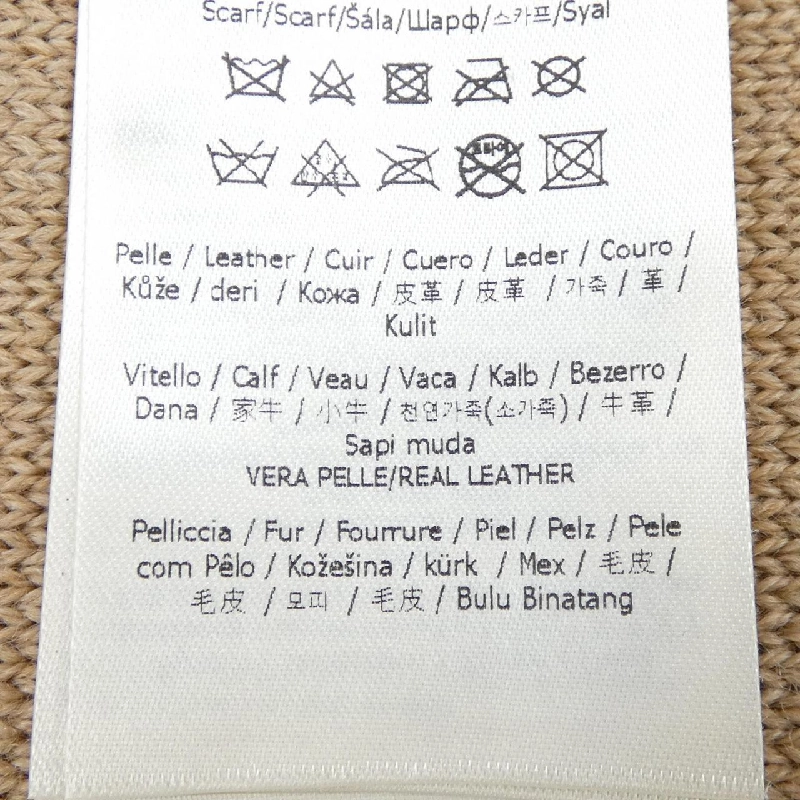 Scarf/Scarf/Šála/Шарф/스카프/Syal
드라이
Pelle / Leather / Cuir / Cuero / Leder / Couro /
Kůže / deri / Кожа / 皮革 / 皮革 / 가죽 / 革 /
Kulit
Vitello / Calf / Veau / Vaca / Kalb / Bezerro /
Dana / 家牛 / 小牛 / 천연가죽(소가죽) / 牛革 /
Sapi muda
VERA PELLE/REAL LEATHER
Pelliccia / Fur / Fourrure / Piel / Pelz / Pele
com Pêlo / Kožešina / kürk / Мех / 毛皮 /
毛皮 / 모피 / 毛皮 / Bulu Binatang